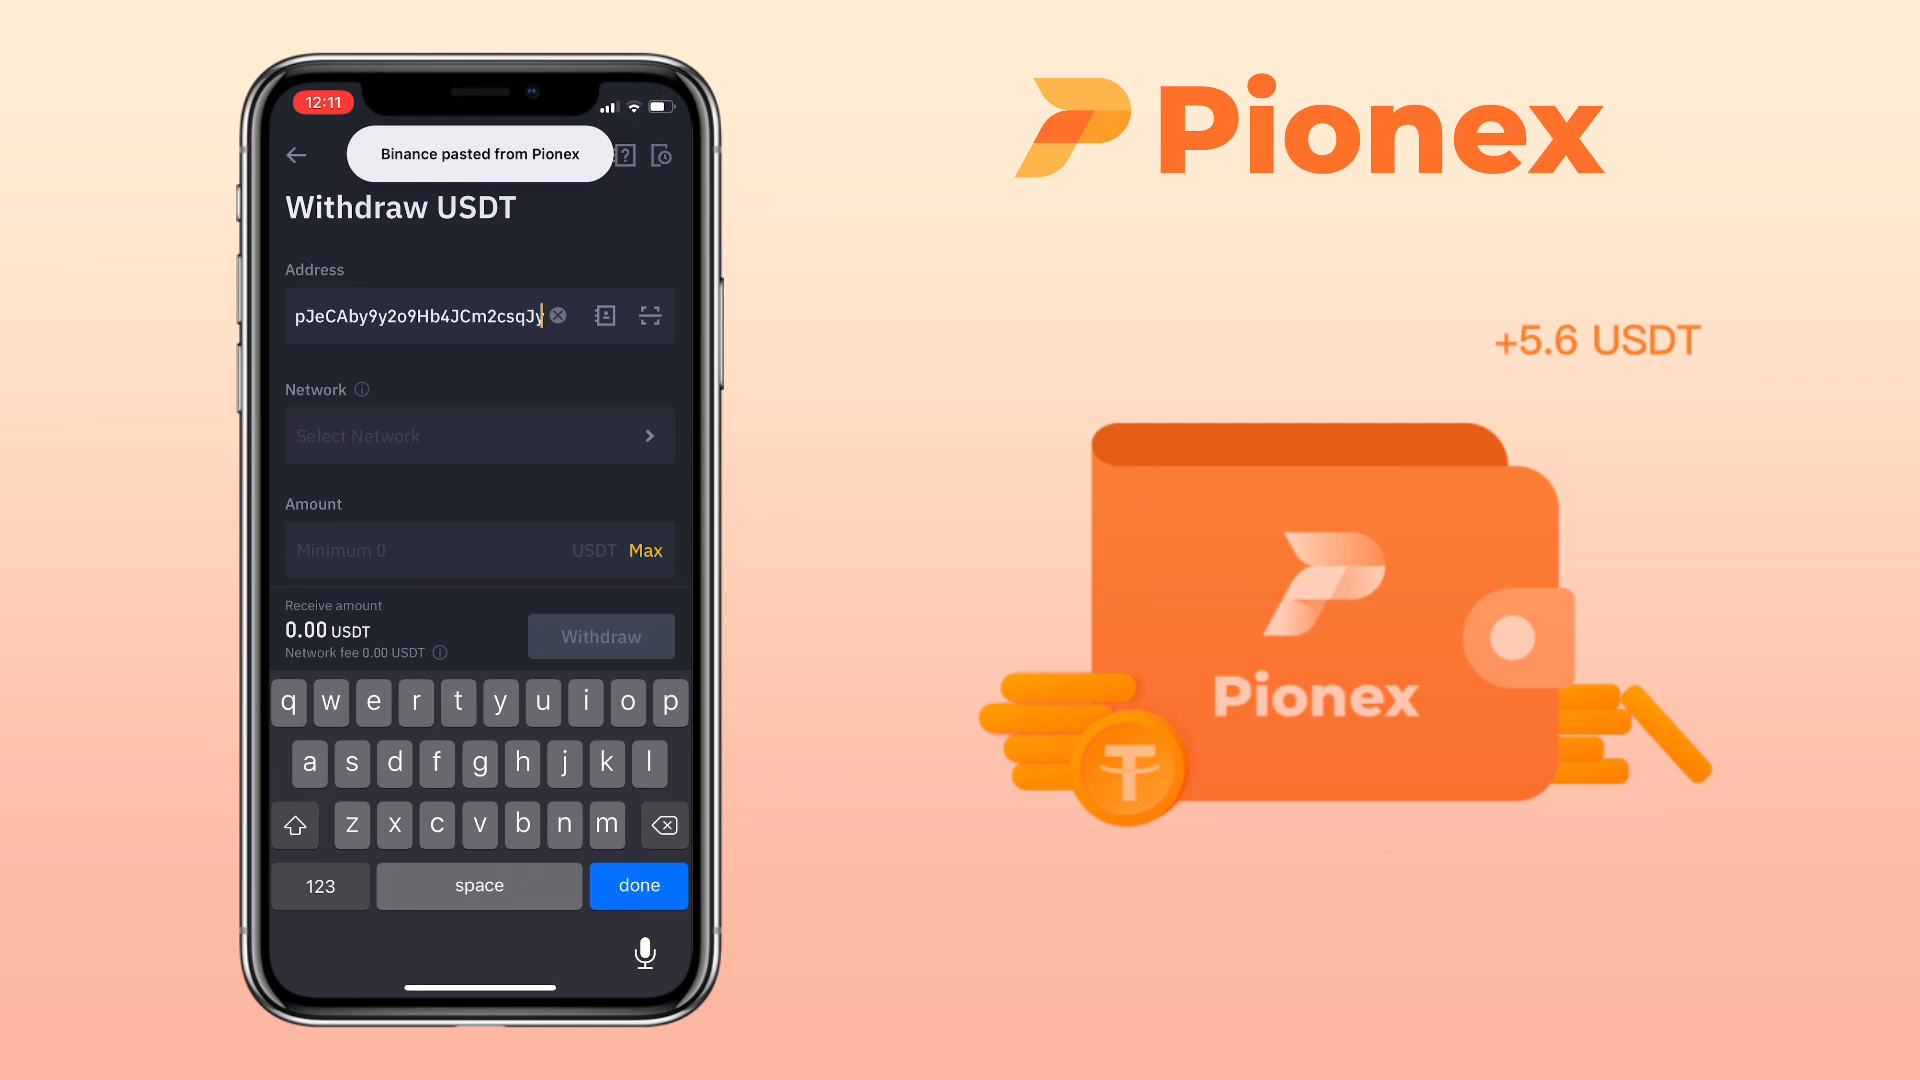 12:11
Binance pasted from Pionex
Withdraw USDT
Address
pJeCAby9y2o9Hb4JCm2csqJy
Network
Select Network
Amount
Minimum 0 USDT Max
Receive amount
0.00 USDT
Network fee 0.00 USDT
Withdraw
q w e r t y u i o p
a s d f g h j k l
z x c v b n m
123 space done
Pionex
+5.6 USDT
Pionex